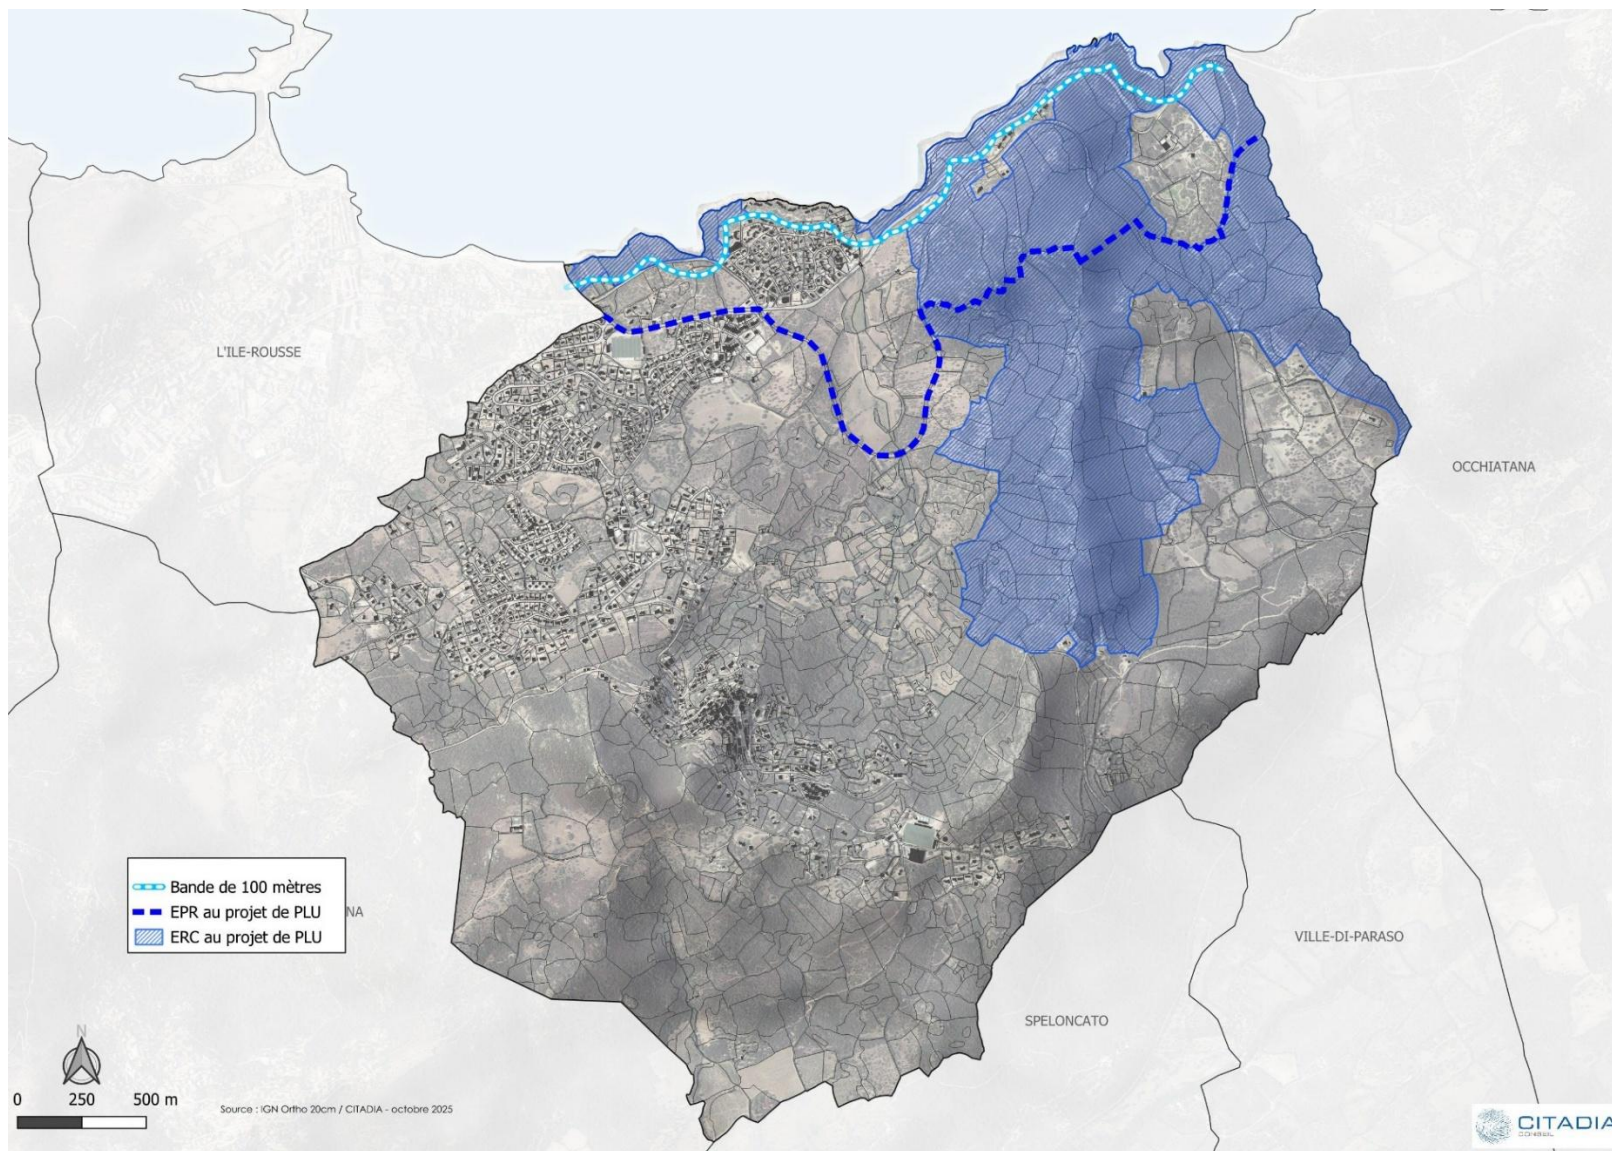 L'ILE-ROUSSE
OCCHIATANA
Bande de 100 mètres
EPR au projet de PLU
NA
ERC au projet de PLU
VILLE-DI-PARASO
SPELONCATO
N
0 250 500 m
Source : IGN Ortho 20cm / CITADIA - octobre 2025
CITADIA
CONSEIL